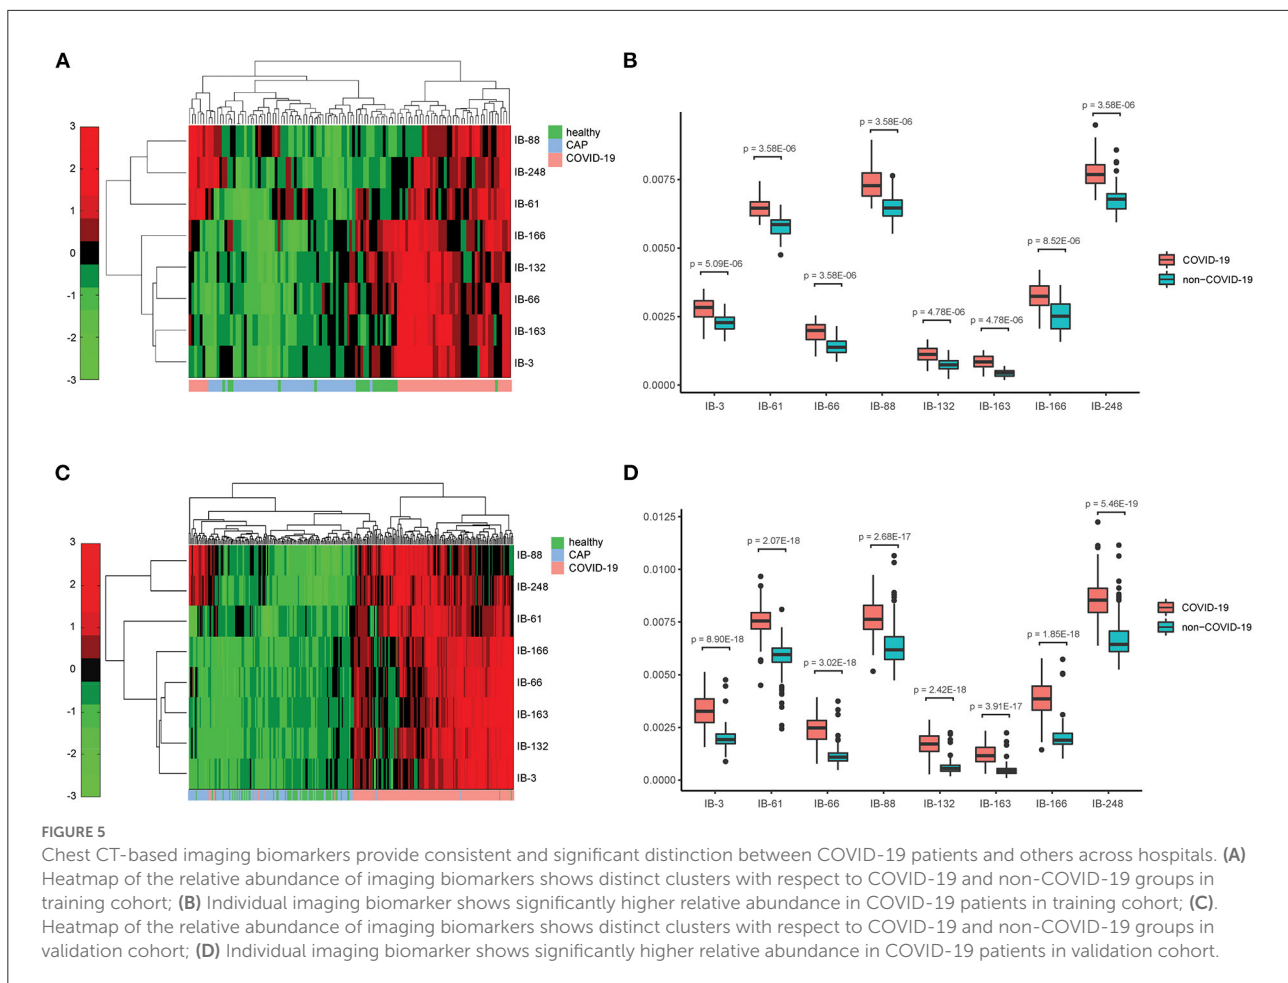 A
3
2
1
0
-1
-2
-3
IB-88
IB-248
IB-61
IB-166
IB-132
IB-66
IB-163
IB-3
healthy
CAP
COVID-19
B
0.0075
0.0050
0.0025
0.0000
p = 5.09E-06
p = 3.58E-06
p = 3.58E-06
p = 3.58E-06
p = 4.78E-06
p = 4.78E-06
p = 8.52E-06
p = 3.58E-06
IB-3 IB-61 IB-66 IB-88 IB-132 IB-163 IB-166 IB-248
COVID-19
non-COVID-19
C
3
2
1
0
-1
-2
-3
IB-88
IB-248
IB-61
IB-166
IB-66
IB-163
IB-132
IB-3
healthy
CAP
COVID-19
D
0.0125
0.0100
0.0075
0.0050
0.0025
0.0000
p = 8.90E-18
p = 2.07E-18
p = 3.02E-18
p = 2.68E-17
p = 2.42E-18
p = 3.91E-17
p = 1.85E-18
p = 5.46E-19
IB-3 IB-61 IB-66 IB-88 IB-132 IB-163 IB-166 IB-248
COVID-19
non-COVID-19
FIGURE 5
Chest CT-based imaging biomarkers provide consistent and significant distinction between COVID-19 patients and others across hospitals. (A)
Heatmap of the relative abundance of imaging biomarkers shows distinct clusters with respect to COVID-19 and non-COVID-19 groups in
training cohort; (B) Individual imaging biomarker shows significantly higher relative abundance in COVID-19 patients in training cohort; (C).
Heatmap of the relative abundance of imaging biomarkers shows distinct clusters with respect to COVID-19 and non-COVID-19 groups in
validation cohort; (D) Individual imaging biomarker shows significantly higher relative abundance in COVID-19 patients in validation cohort.